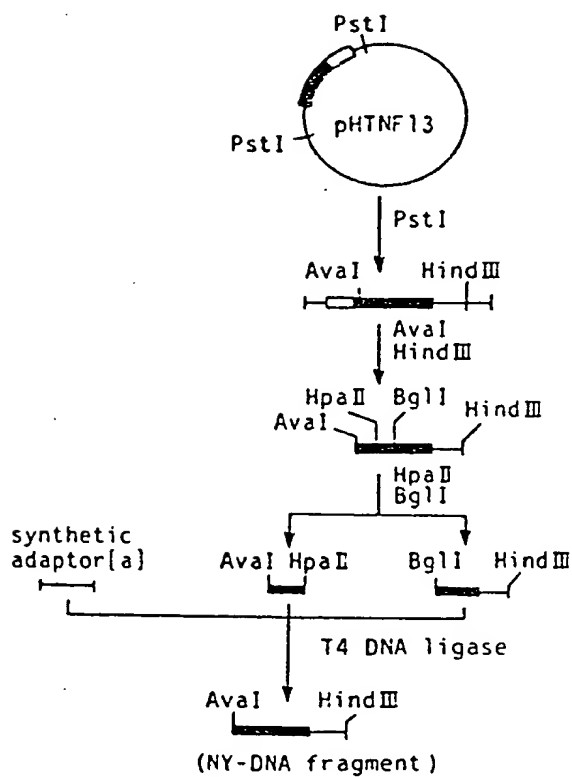 PstI
pHTNF13
PstI
PstI
AvaI HindⅢ
AvaI
HindⅢ
HpaⅡ BglI
AvaI HindⅢ
HpaⅡ
BglI
synthetic
adaptor[a]
AvaI HpaⅡ BglI HindⅢ
T4 DNA ligase
AvaI HindⅢ
(NY-DNA fragment)